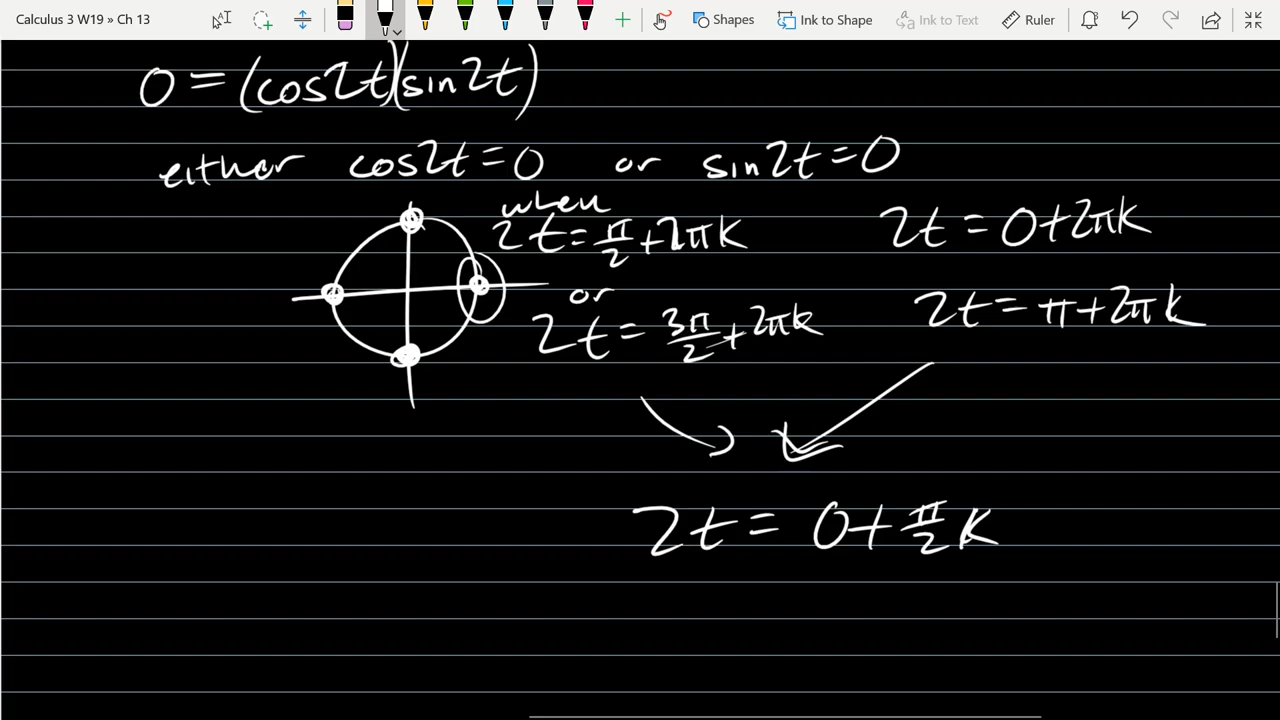 Calculus 3 W19 » Ch 13
Shapes Ink to Shape Ink to Text Ruler
0 = (cos2t)(sin2t)
either cos2t = 0 or sin2t = 0
when
2t = π/2 + 2πk
2t = 0 + 2πk
or
2t = 3π/2 + 2πk
2t = π + 2πk
2t = 0 + π/2 k